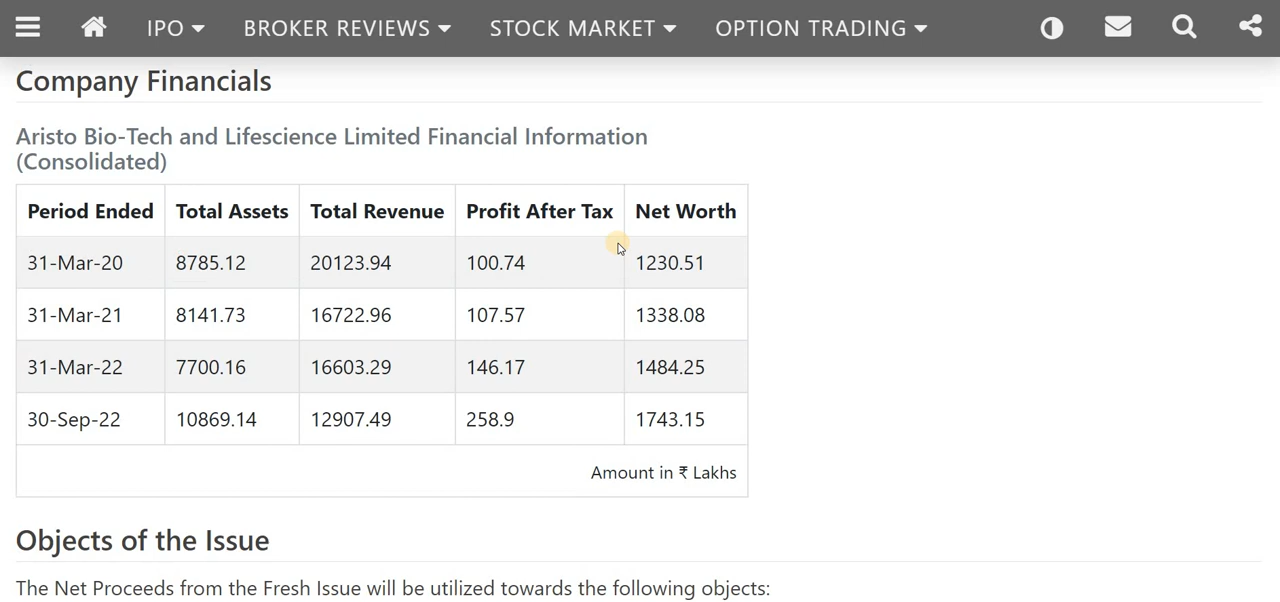 IPO BROKER REVIEWS STOCK MARKET OPTION TRADING
Company Financials
Aristo Bio-Tech and Lifescience Limited Financial Information
(Consolidated)
Period Ended Total Assets Total Revenue Profit After Tax Net Worth
31-Mar-20 8785.12 20123.94 100.74 1230.51
31-Mar-21 8141.73 16722.96 107.57 1338.08
31-Mar-22 7700.16 16603.29 146.17 1484.25
30-Sep-22 10869.14 12907.49 258.9 1743.15
Amount in ₹ Lakhs
Objects of the Issue
The Net Proceeds from the Fresh Issue will be utilized towards the following objects: